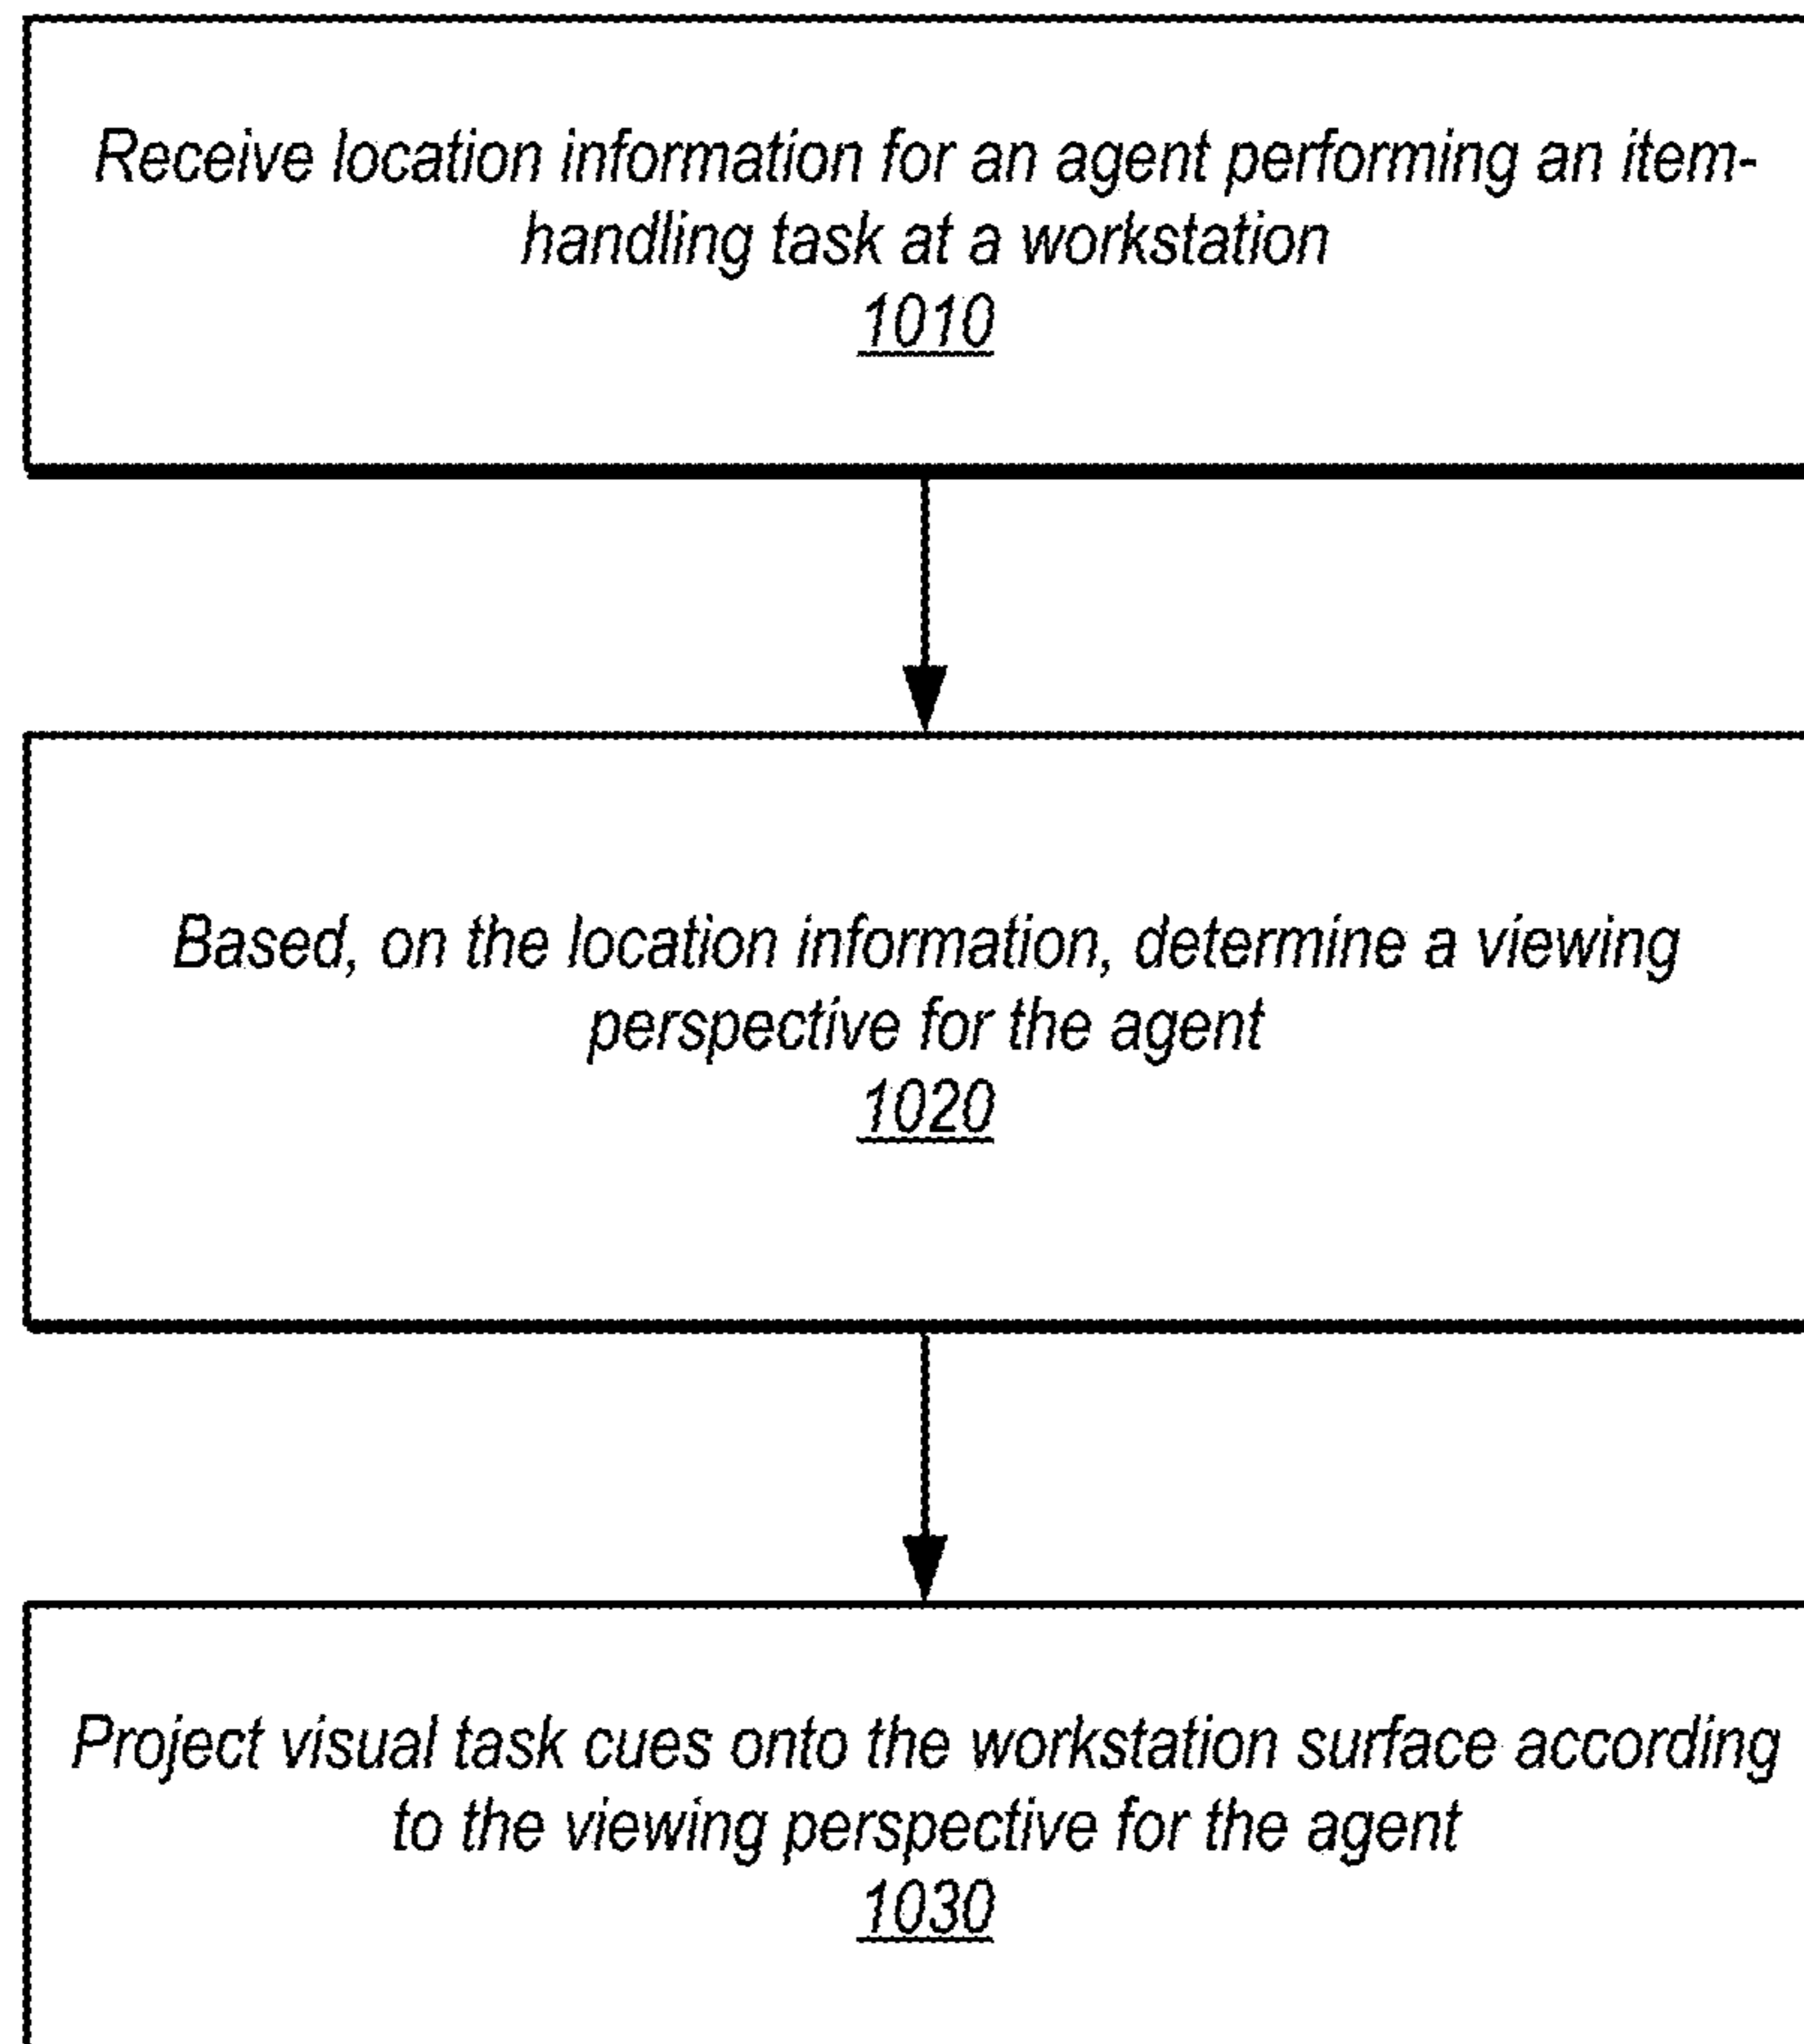 Receive location information for an agent performing an item-
handling task at a workstation
1010
Based, on the location information, determine a viewing
perspective for the agent
1020
Project visual task cues onto the workstation surface according
to the viewing perspective for the agent
1030